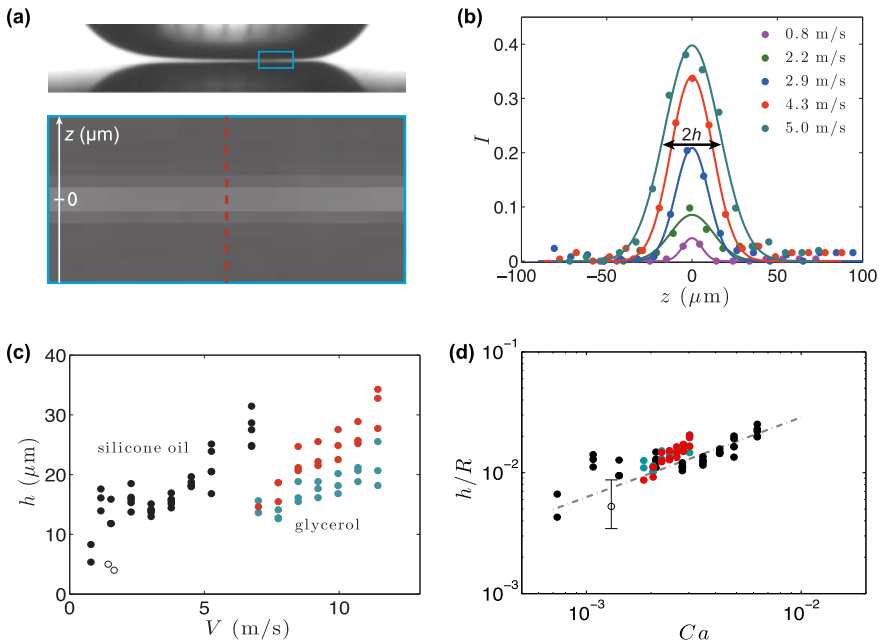 (a)
z (μm)
0
(b)
I
0.4
0.3
0.2
0.1
0
2h
0.8 m/s
2.2 m/s
2.9 m/s
4.3 m/s
5.0 m/s
−100
−50
0
50
100
z (μm)
(c)
h (μm)
40
30
20
10
0
silicone oil
glycerol
0
5
10
V (m/s)
(d)
h/R
10⁻¹
10⁻²
10⁻³
10⁻³
10⁻²
Ca